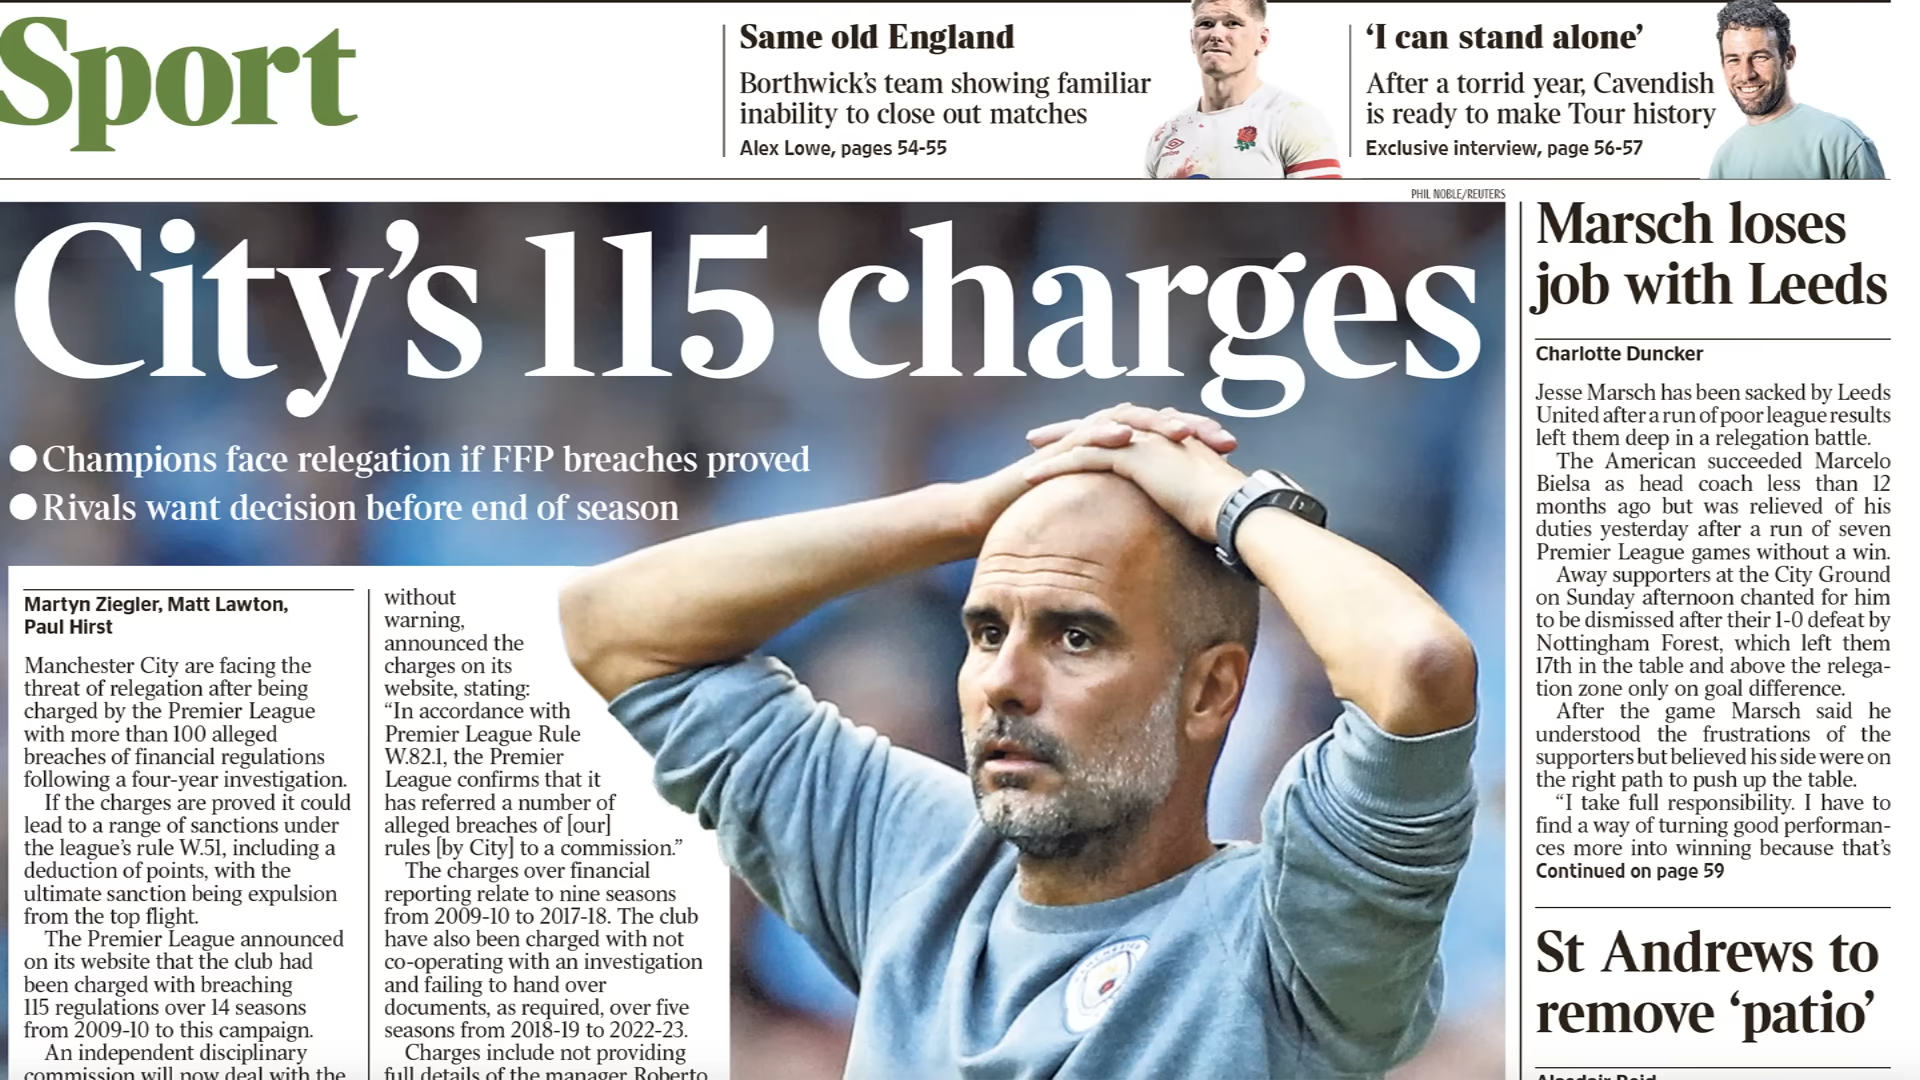 Sport
Same old England
Borthwick's team showing familiar
inability to close out matches
Alex Lowe, pages 54-55
'I can stand alone'
After a torrid year, Cavendish
is ready to make Tour history
Exclusive interview, page 56-57
PHIL NOBLE/REUTERS
City's 115 charges
● Champions face relegation if FFP breaches proved
● Rivals want decision before end of season
Martyn Ziegler, Matt Lawton,
Paul Hirst
Manchester City are facing the
threat of relegation after being
charged by the Premier League
with more than 100 alleged
breaches of financial regulations
following a four-year investigation.
If the charges are proved it could
lead to a range of sanctions under
the league's rule W.51, including a
deduction of points, with the
ultimate sanction being expulsion
from the top flight.
The Premier League announced
on its website that the club had
been charged with breaching
115 regulations over 14 seasons
from 2009-10 to this campaign.
An independent disciplinary
commission will now deal with the
without
warning,
announced the
charges on its
website, stating:
"In accordance with
Premier League Rule
W.82.1, the Premier
League confirms that it
has referred a number of
alleged breaches of [our]
rules [by City] to a commission."
The charges over financial
reporting relate to nine seasons
from 2009-10 to 2017-18. The club
have also been charged with not
co-operating with an investigation
and failing to hand over
documents, as required, over five
seasons from 2018-19 to 2022-23.
Charges include not providing
full details of the manager Roberto
Marsch loses
job with Leeds
Charlotte Duncker
Jesse Marsch has been sacked by Leeds
United after a run of poor league results
left them deep in a relegation battle.
The American succeeded Marcelo
Bielsa as head coach less than 12
months ago but was relieved of his
duties yesterday after a run of seven
Premier League games without a win.
Away supporters at the City Ground
on Sunday afternoon chanted for him
to be dismissed after their 1-0 defeat by
Nottingham Forest, which left them
17th in the table and above the relega-
tion zone only on goal difference.
After the game Marsch said he
understood the frustrations of the
supporters but believed his side were on
the right path to push up the table.
"I take full responsibility. I have to
find a way of turning good performan-
ces more into winning because that's
Continued on page 59
St Andrews to
remove 'patio'
Alasdair Reid